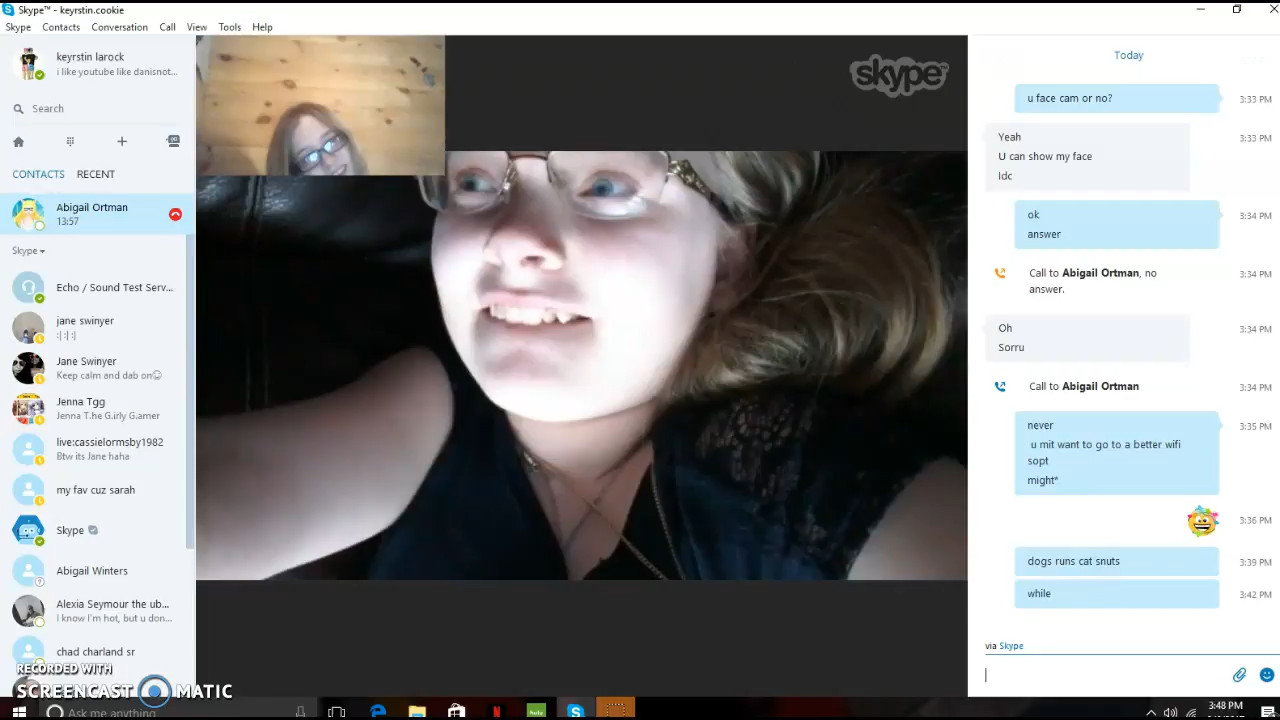 Skype™ - keyrstin.cookie
Skype Contacts Conversation Call View Tools Help
keyrstin larock
i like youtube like danisnot...
Search
CONTACTS RECENT
Abigail Ortman
13:57
Skype
Echo / Sound Test Serv...
jane swinyer
:|:|:|
Jane Swinyer
Keep calm and dab on
Jenna Tgg
Jenna T.he G.irly G.amer
live:cassielormsby1982
Btw its Jane haha
my fav cuz sarah
Skype
Abigail Winters
Alexia Seymour the ub...
I know I'm hot, but u don...
chad charland sr
RECORDED WITH
SCREENCAST MATIC
skype™
Today
u face cam or no?
3:33 PM
Yeah
3:33 PM
U can show my face
Idc
ok
3:34 PM
answer
Call to Abigail Ortman, no
3:34 PM
answer.
Oh
3:34 PM
Sorru
Call to Abigail Ortman
3:34 PM
never
3:35 PM
u mit want to go to a better wifi
sopt
might*
3:36 PM
dogs runs cat snuts
3:39 PM
while
3:42 PM
via Skype
Ask me anything
hulu
3:48 PM